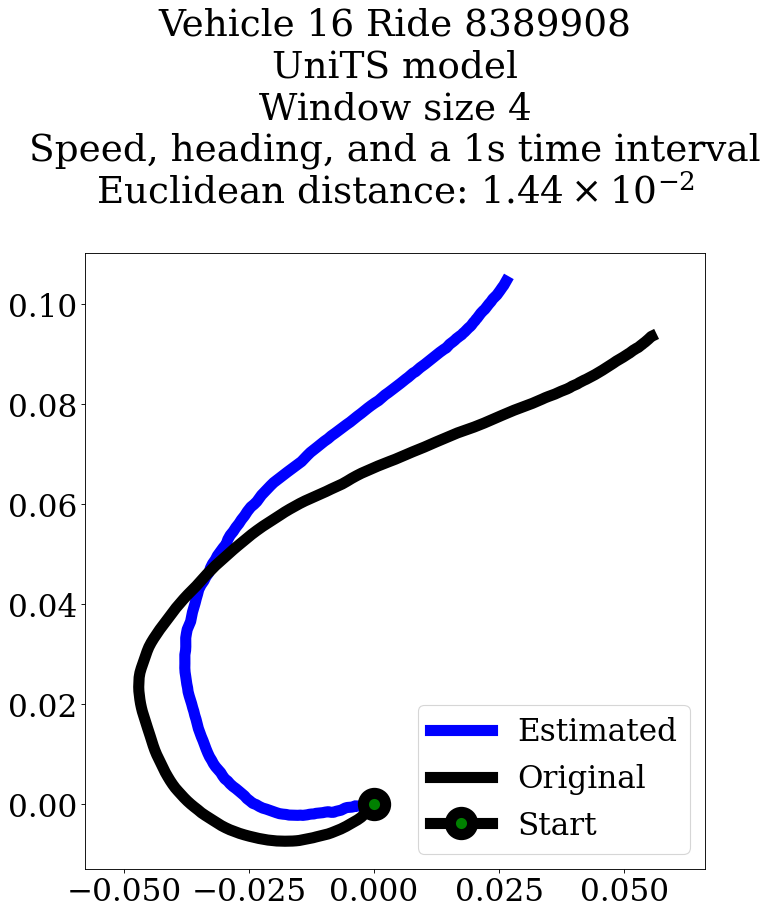 Vehicle 16 Ride 8389908
UniTS model
Window size 4
Speed, heading, and a 1s time interval
Euclidean distance: 1.44 × 10⁻²
0.10
0.08
0.06
0.04
0.02
0.00
Estimated
Original
Start
−0.050 −0.025 0.000 0.025 0.050